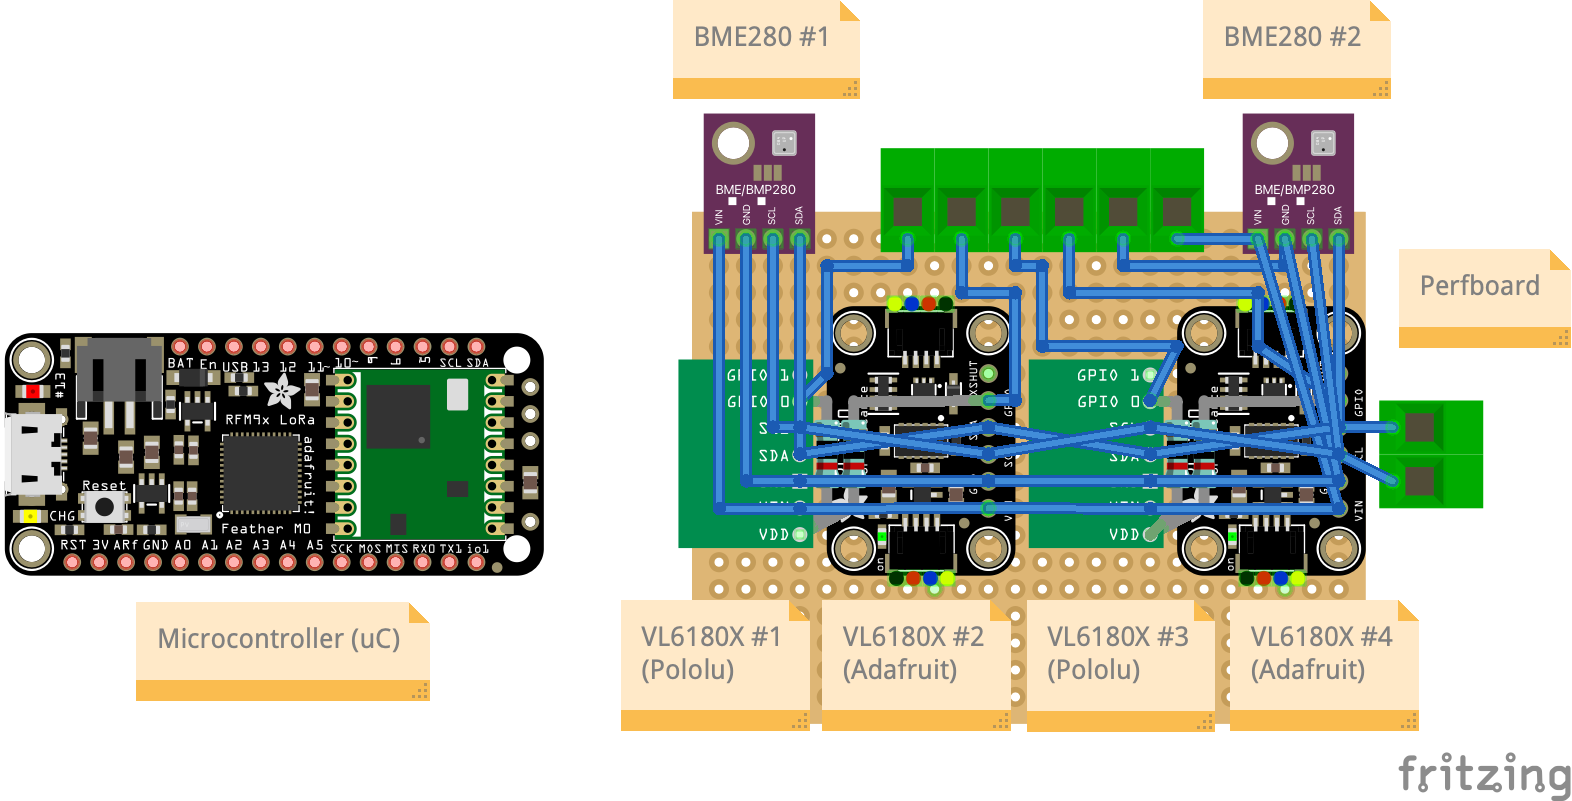 BME280 #1
BME280 #2
BME/BMP280
VIN
GND
SCL
SDA
BME/BMP280
VIN
GND
SCL
SDA
Perfboard
BAT En USB 13 12 11~ 10~ 9 6 5 SCL SDA
#13
RFM9x LoRa
adafruit!
Reset
CHG
Feather M0
RST 3V ARf GND A0 A1 A2 A3 A4 A5 SCK MOS MIS RX0 TX1 io1
GPIO 1
GPIO 0
SDA
VDD
XSHUT
on
GPIO 1
GPIO 0
SDA
VDD
GPIO
VIN
on
Microcontroller (uC)
VL6180X #1
(Pololu)
VL6180X #2
(Adafruit)
VL6180X #3
(Pololu)
VL6180X #4
(Adafruit)
fritzing